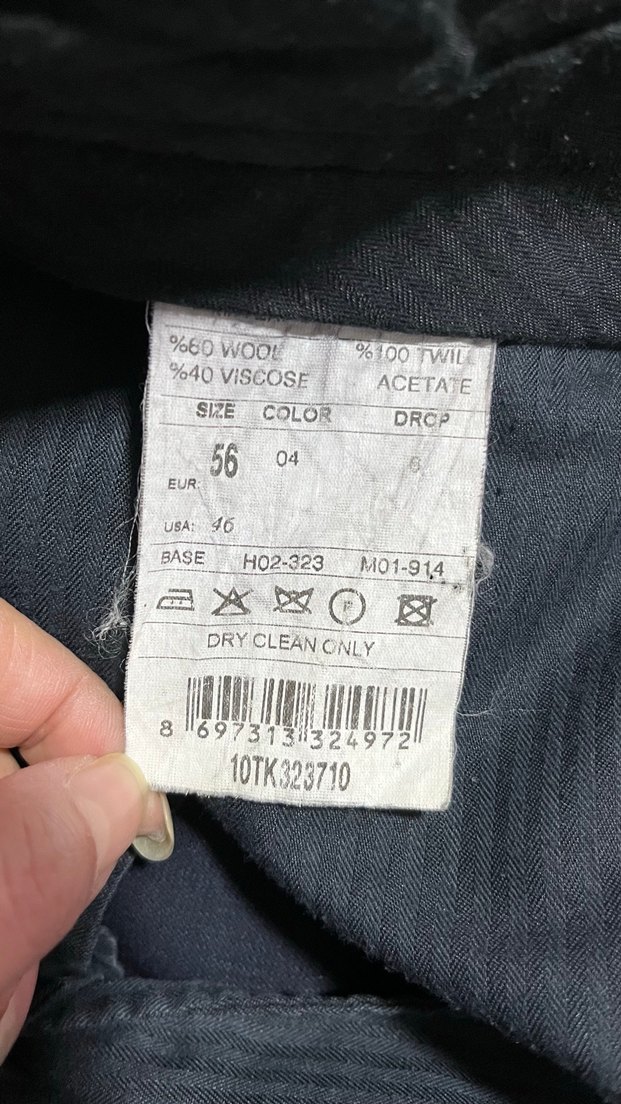 %60 WOOL %100 TWILL
%40 VISCOSE ACETATE
SIZE COLOR DROP
EUR: 56 04 6
USA: 46
BASE H02-323 M01-914
P
DRY CLEAN ONLY
8 697313 324972
10TK323710